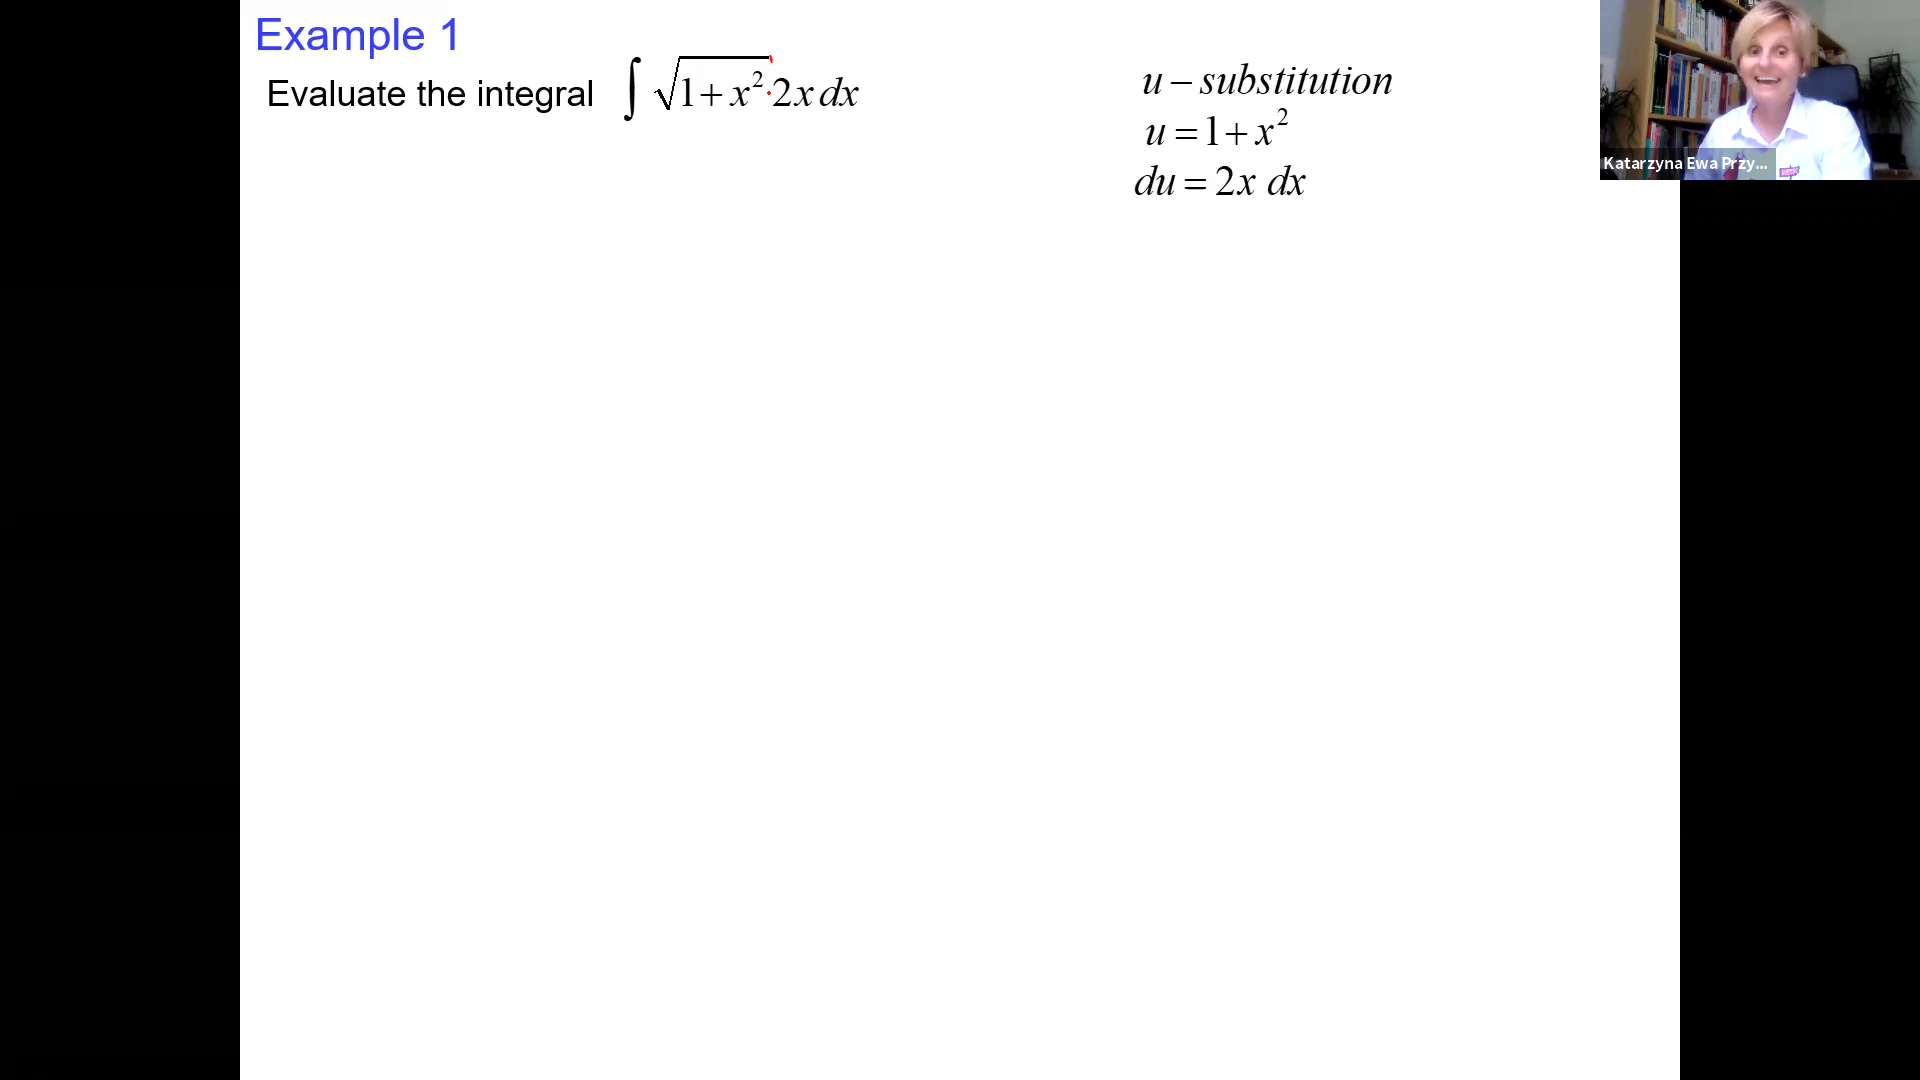 Example 1
Evaluate the integral ∫ √(1 + x²)·2x dx
u − substitution
u = 1 + x²
du = 2x dx
Katarzyna Ewa Przy...